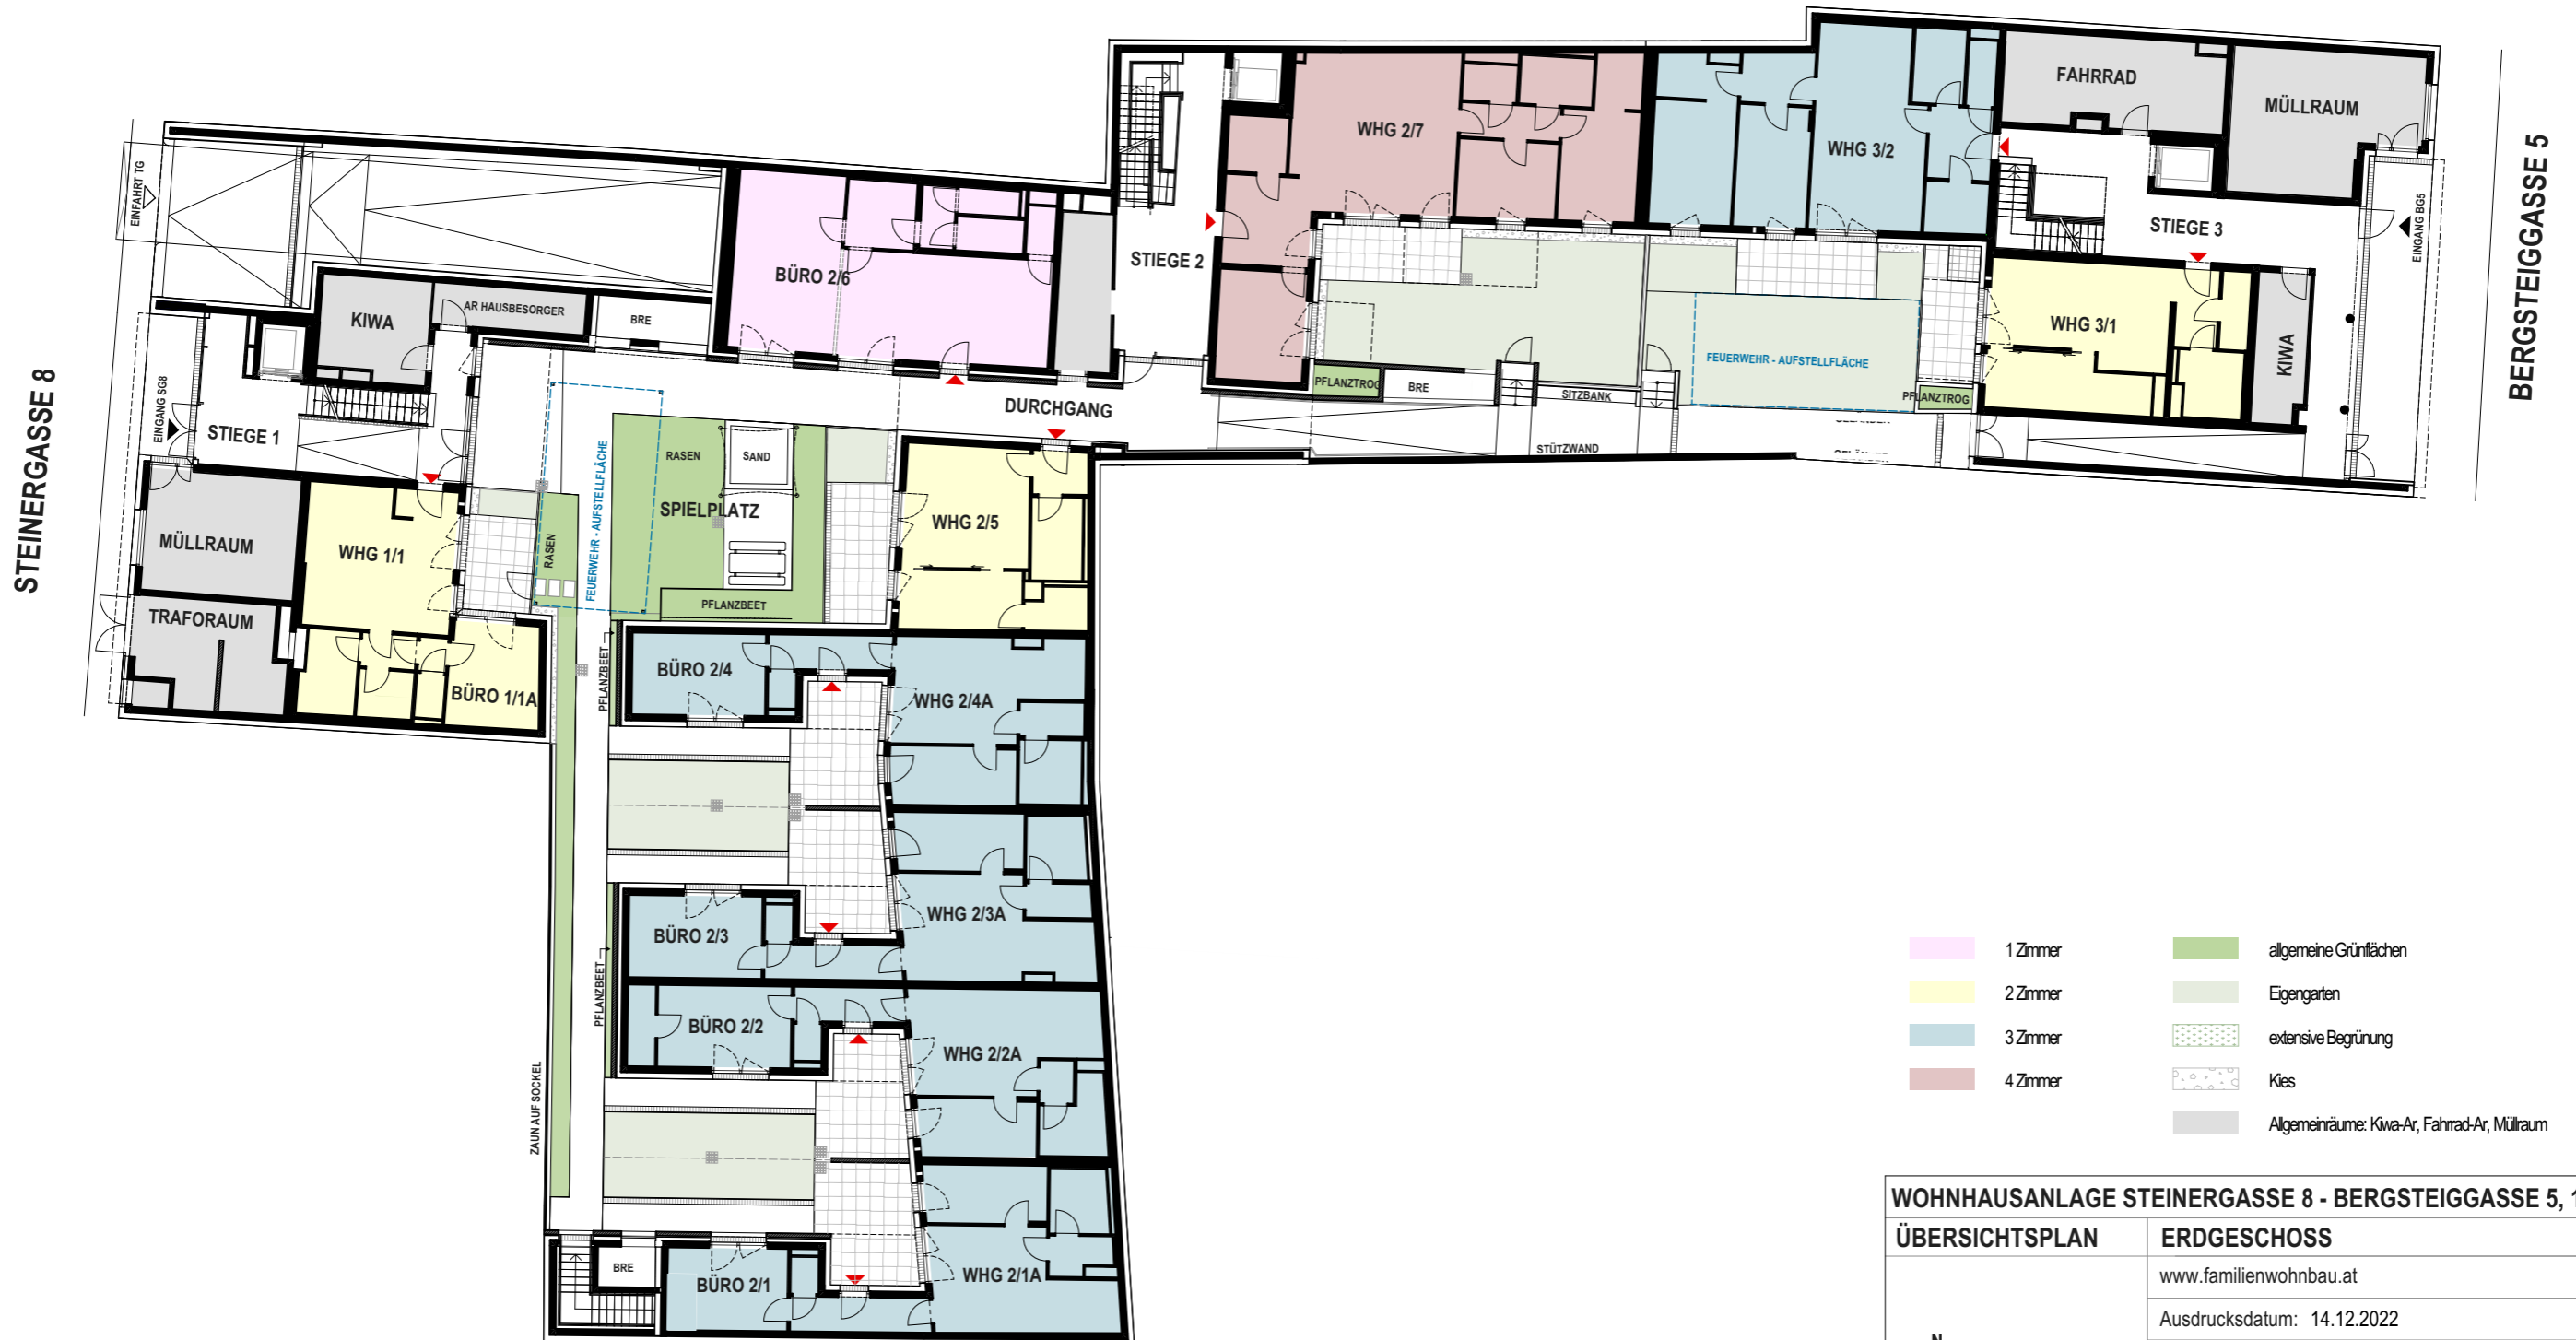 STEINERGASSE 8
BERGSTEIGGASSE 5
EINFAHRT TG
EINGANG SG8
EINGANG BG5
FAHRRAD
MÜLLRAUM
WHG 2/7
WHG 3/2
STIEGE 3
STIEGE 2
BÜRO 2/6
AR HAUSBESORGER
KIWA
BRE
WHG 3/1
KIWA
FEUERWEHR - AUFSTELLFLÄCHE
PFLANZTROG
BRE
SITZBANK
PFLANZTROG
DURCHGANG
STÜTZWAND
STIEGE 1
RASEN
SAND
SPIELPLATZ
FEUERWEHR - AUFSTELLFLÄCHE
RASEN
WHG 2/5
MÜLLRAUM
WHG 1/1
TRAFORAUM
PFLANZBEET
BÜRO 1/1A
PFLANZBEET
BÜRO 2/4
WHG 2/4A
WHG 2/3A
BÜRO 2/3
PFLANZBEET
BÜRO 2/2
WHG 2/2A
ZAUN AUF SOCKEL
BRE
BÜRO 2/1
WHG 2/1A
1 Zimmer
2 Zimmer
3 Zimmer
4 Zimmer
allgemeine Grünflächen
Eigengarten
extensive Begrünung
Kies
Allgemeinräume: Kiwa-Ar, Fahrrad-Ar, Müllraum
WOHNHAUSANLAGE STEINERGASSE 8 - BERGSTEIGGASSE 5, 1
ÜBERSICHTSPLAN
ERDGESCHOSS
www.familienwohnbau.at
Ausdrucksdatum: 14.12.2022
N